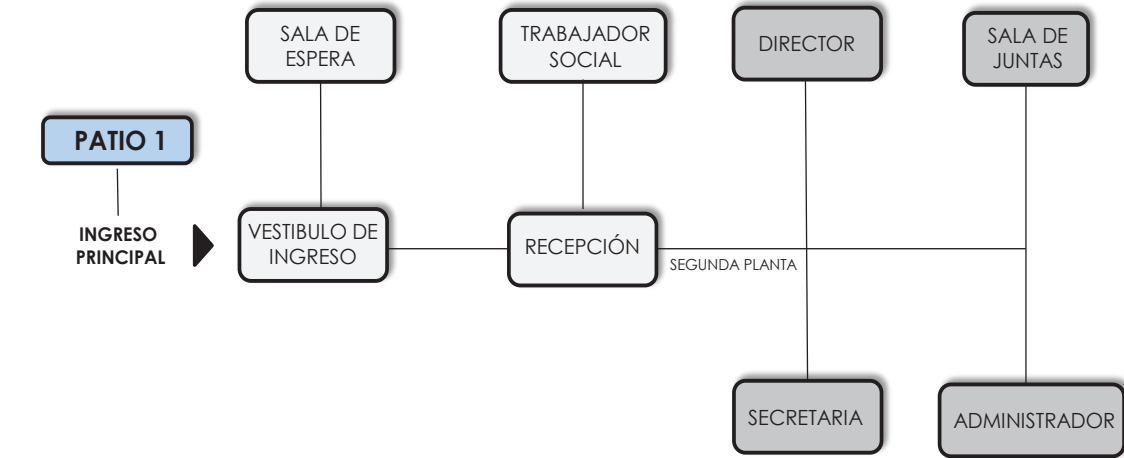 SALA DE
ESPERA
TRABAJADOR
SOCIAL
DIRECTOR
SALA DE
JUNTAS
PATIO 1
INGRESO
PRINCIPAL
VESTIBULO DE
INGRESO
RECEPCIÓN
SEGUNDA PLANTA
SECRETARIA
ADMINISTRADOR